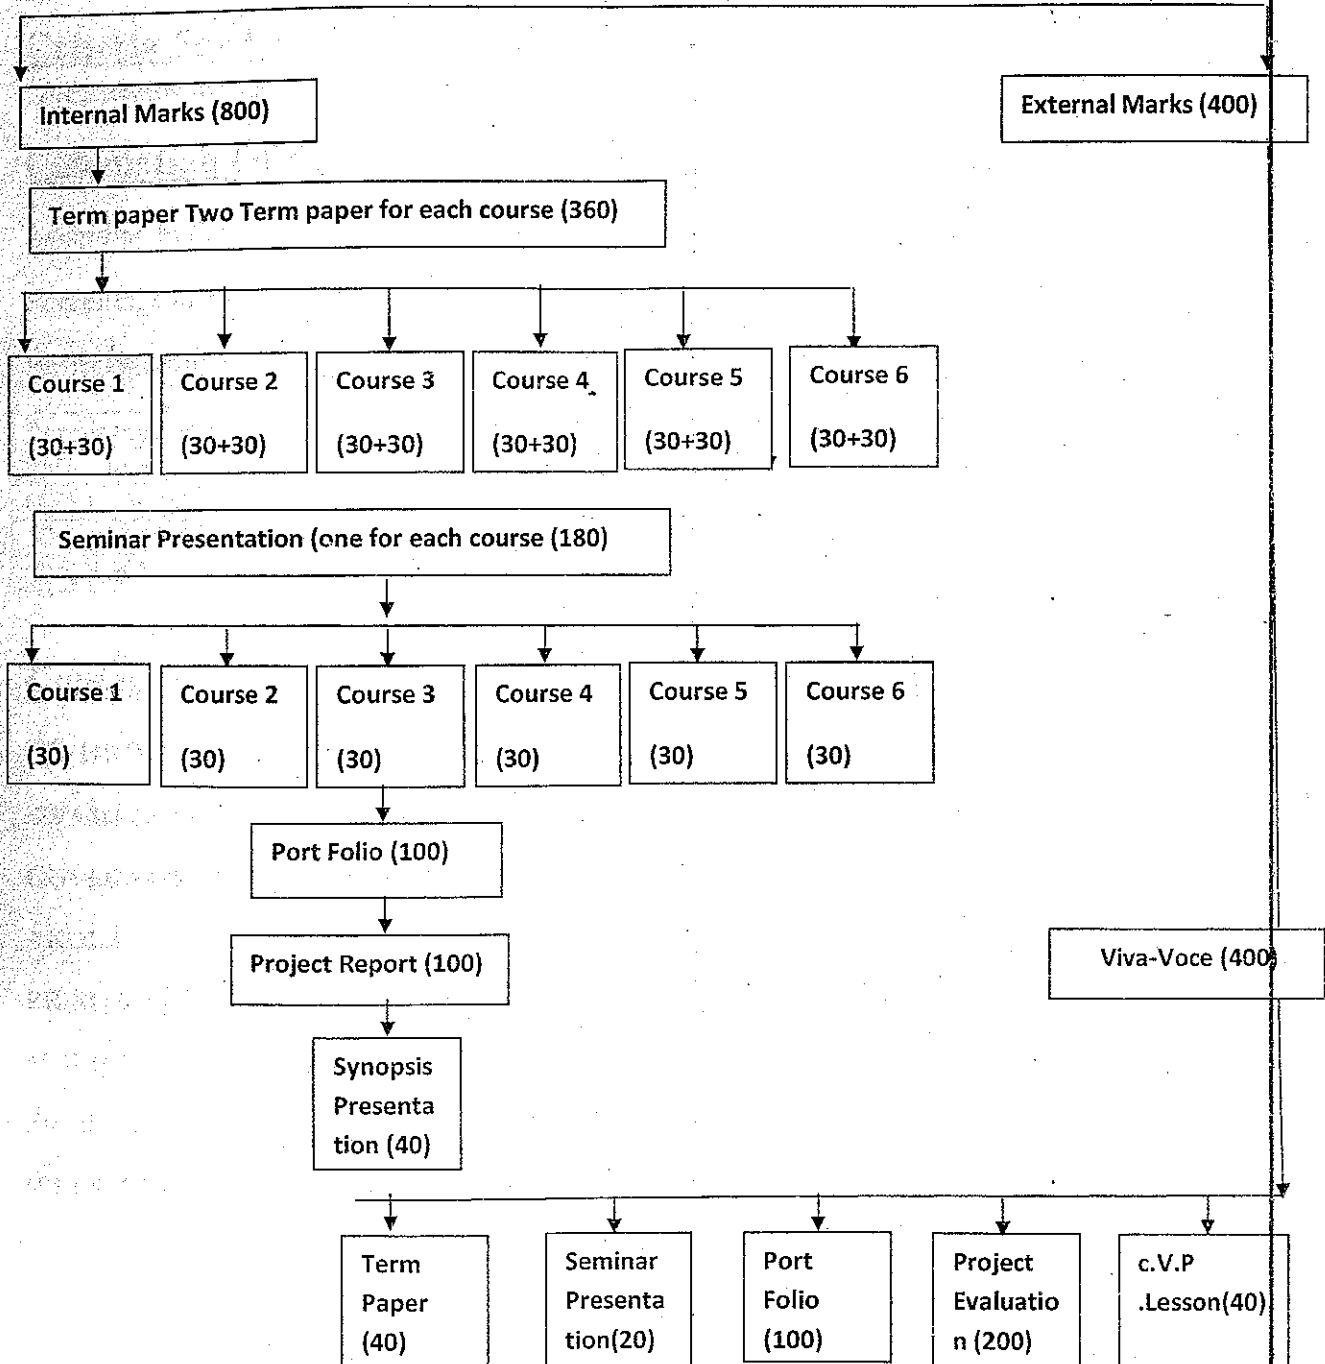 Internal Marks (800)
External Marks (400)
Term paper Two Term paper for each course (360)
Course 1
(30+30)
Course 2
(30+30)
Course 3
(30+30)
Course 4
(30+30)
Course 5
(30+30)
Course 6
(30+30)
Seminar Presentation (one for each course (180)
Course 1
(30)
Course 2
(30)
Course 3
(30)
Course 4
(30)
Course 5
(30)
Course 6
(30)
Port Folio (100)
Project Report (100)
Viva-Voce (400)
Synopsis
Presenta
tion (40)
Term
Paper
(40)
Seminar
Presenta
tion(20)
Port
Folio
(100)
Project
Evaluatio
n (200)
c.V.P
.Lesson(40)